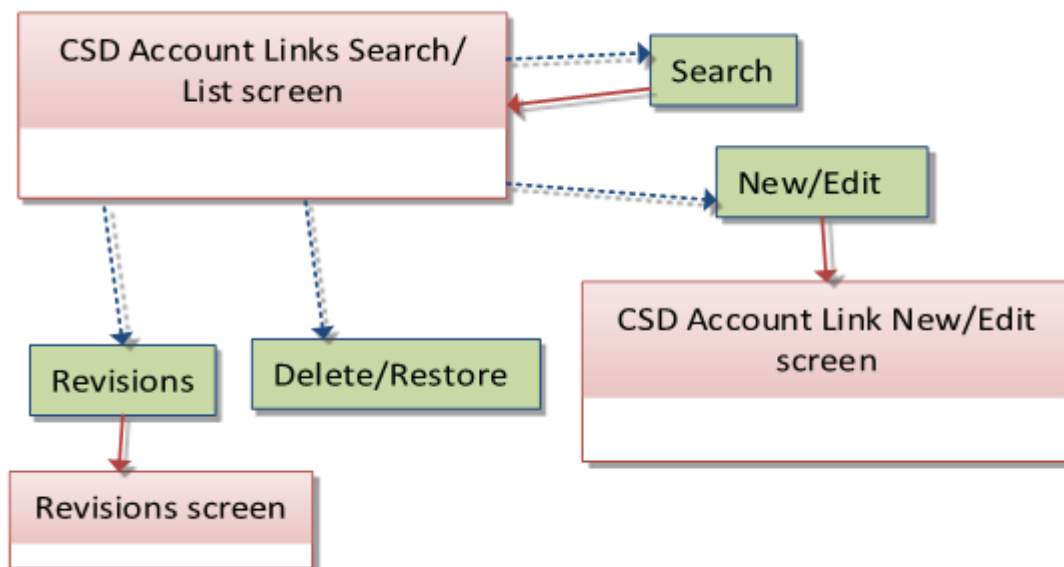 CSD Account Links Search/
List screen
Search
New/Edit
CSD Account Link New/Edit
screen
Revisions
Delete/Restore
Revisions screen